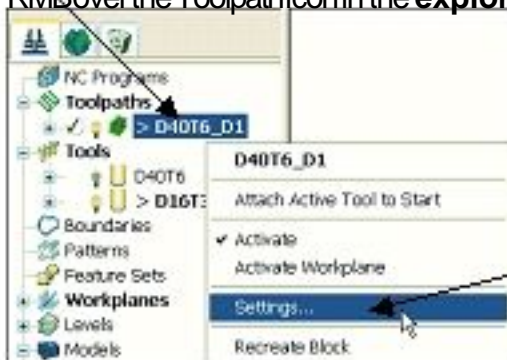 RMB over the Toolpath icon in the explor
NC Programs
Toolpaths
> D40T6_D1
Tools
D40T6
> D16T3
Boundaries
Patterns
Feature Sets
Workplanes
Levels
Models
D40T6_D1
Attach Active Tool to Start
Activate
Activate Workplane
Settings...
Recreate Block